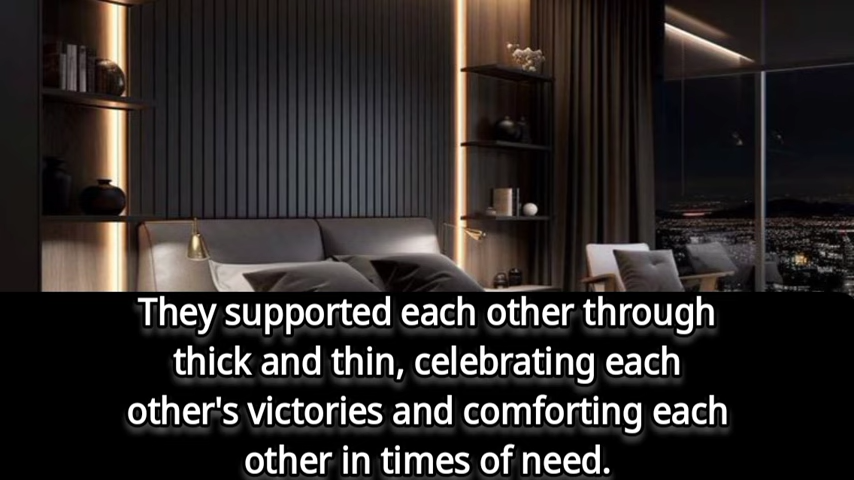 They supported each other through
thick and thin, celebrating each
other's victories and comforting each
other in times of need.